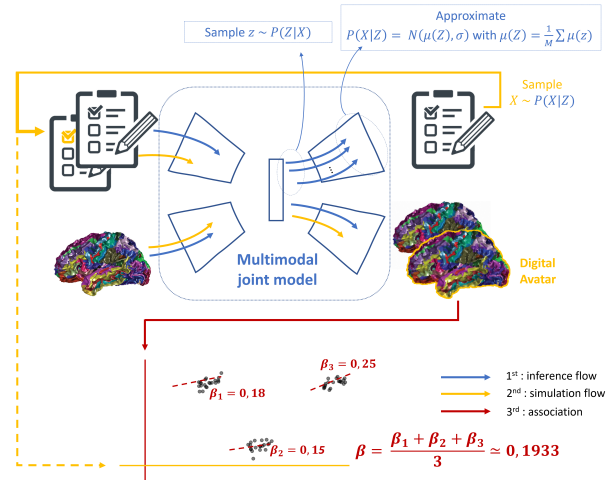 Sample z ~ P(Z|X)
Approximate
P(X|Z) = N(μ(Z), σ) with μ(Z) = 1/M ∑ μ(z)
Sample
X ~ P(X|Z)
...
Multimodal
joint model
Digital
Avatar
β₁ = 0, 18
β₃ = 0, 25
β₂ = 0, 15
1st : inference flow
2nd : simulation flow
3rd : association
β = (β₁ + β₂ + β₃)/3 ≃ 0, 1933